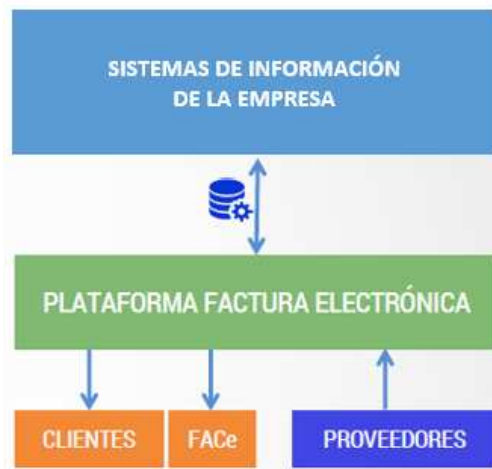 SISTEMAS DE INFORMACIÓN
DE LA EMPRESA
PLATAFORMA FACTURA ELECTRÓNICA
CLIENTES
FACe
PROVEEDORES